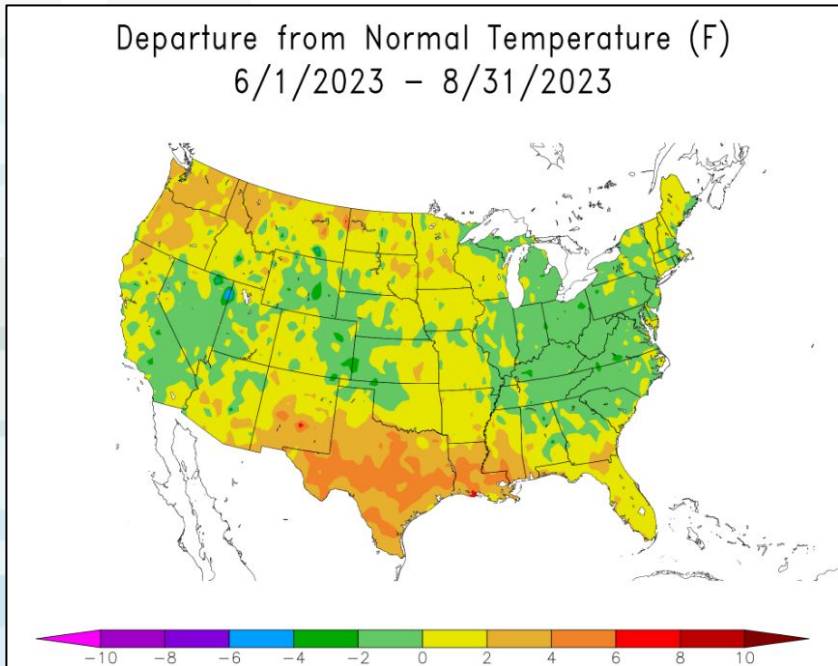 Departure from Normal Temperature (F)
6/1/2023 – 8/31/2023
-10 -8 -6 -4 -2 0 2 4 6 8 10